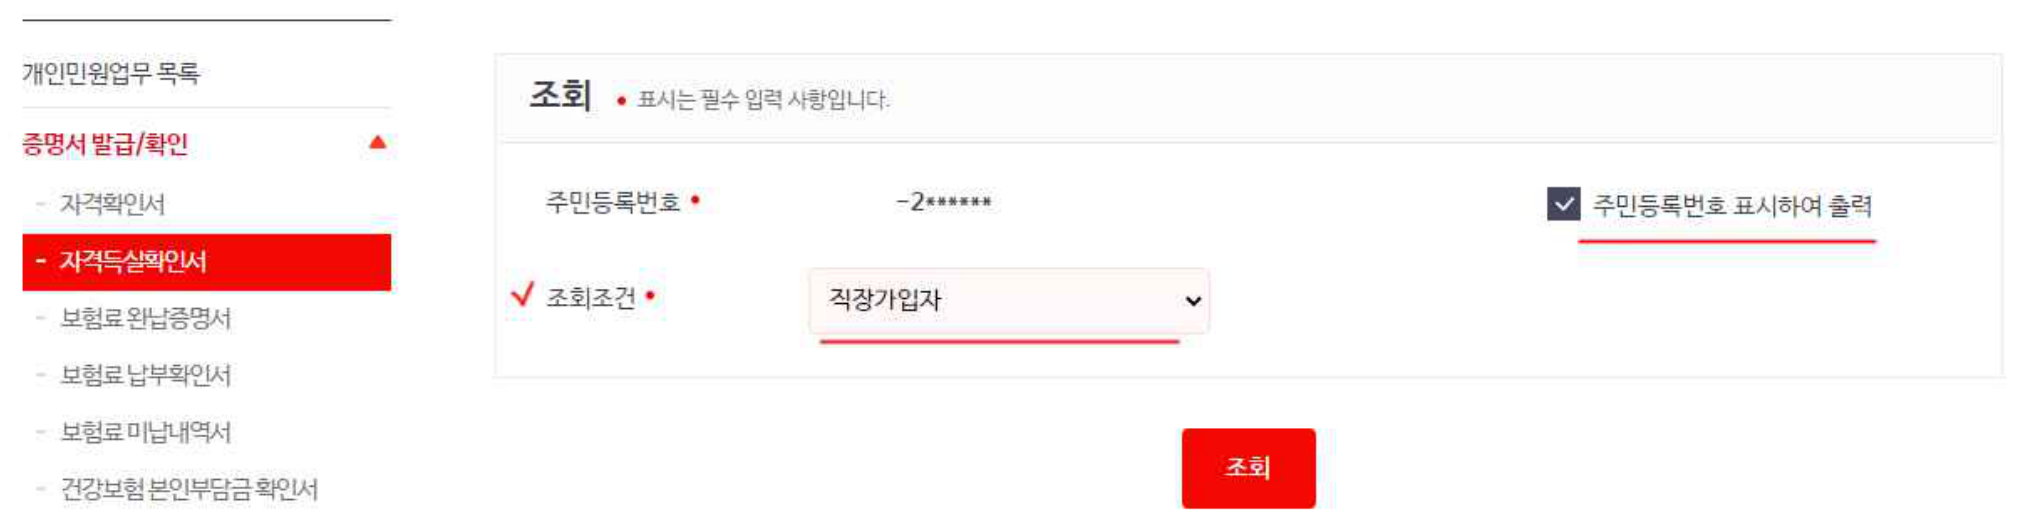 개인민원업무 목록
증명서 발급/확인
- 자격확인서
- 자격득실확인서
- 보험료 완납증명서
- 보험료 납부확인서
- 보험료 미납내역서
- 건강보험 본인부담금 확인서
조회 • 표시는 필수 입력 사항입니다.
주민등록번호 • -2****** 주민등록번호 표시하여 출력
조회조건 • 직장가입자
조회